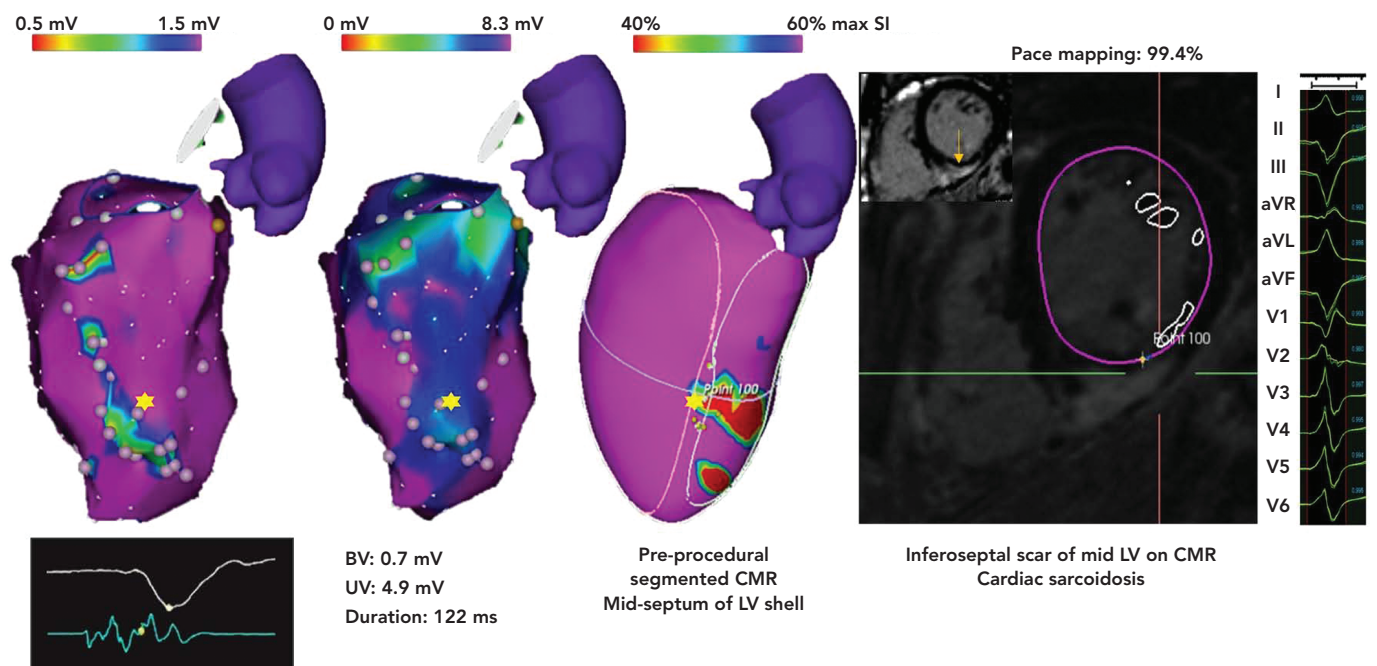 0.5 mV 1.5 mV
0 mV 8.3 mV
40% 60% max SI
Pace mapping: 99.4%
Point 100
Point 100
I
II
III
aVR
aVL
aVF
V1
V2
V3
V4
V5
V6
BV: 0.7 mV
UV: 4.9 mV
Duration: 122 ms
Pre-procedural
segmented CMR
Mid-septum of LV shell
Inferoseptal scar of mid LV on CMR
Cardiac sarcoidosis